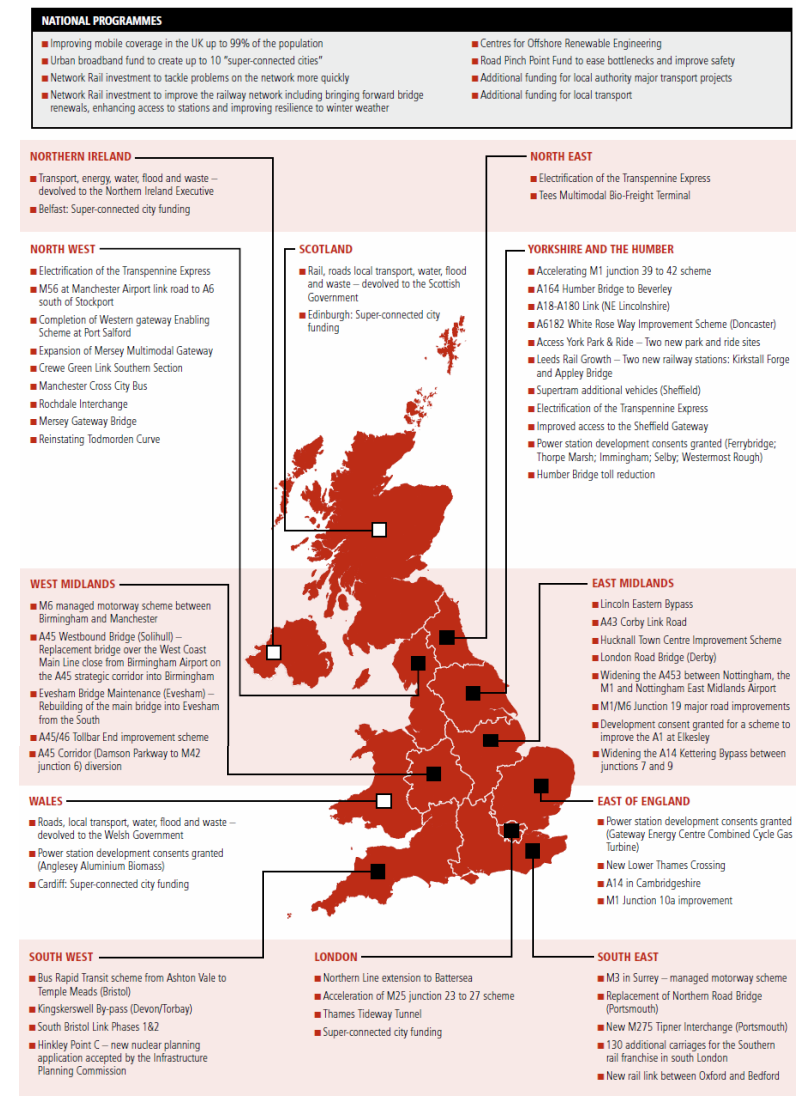 NATIONAL PROGRAMMES
■ Improving mobile coverage in the UK up to 99% of the population
■ Urban broadband fund to create up to 10 "super-connected cities"
■ Network Rail investment to tackle problems on the network more quickly
■ Network Rail investment to improve the railway network including bringing forward bridge
renewals, enhancing access to stations and improving resilience to winter weather
■ Centres for Offshore Renewable Engineering
■ Road Pinch Point Fund to ease bottlenecks and improve safety
■ Additional funding for local authority major transport projects
■ Additional funding for local transport
NORTHERN IRELAND
■ Transport, energy, water, flood and waste –
devolved to the Northern Ireland Executive
■ Belfast: Super-connected city funding
NORTH EAST
■ Electrification of the Transpennine Express
■ Tees Multimodal Bio-Freight Terminal
NORTH WEST
■ Electrification of the Transpennine Express
■ M56 at Manchester Airport link road to A6
south of Stockport
■ Completion of Western gateway Enabling
Scheme at Port Salford
■ Expansion of Mersey Multimodal Gateway
■ Crewe Green Link Southern Section
■ Manchester Cross City Bus
■ Rochdale Interchange
■ Mersey Gateway Bridge
■ Reinstating Todmorden Curve
SCOTLAND
■ Rail, roads local transport, water, flood
and waste – devolved to the Scottish
Government
■ Edinburgh: Super-connected city
funding
YORKSHIRE AND THE HUMBER
■ Accelerating M1 junction 39 to 42 scheme
■ A164 Humber Bridge to Beverley
■ A18-A180 Link (NE Lincolnshire)
■ A6182 White Rose Way Improvement Scheme (Doncaster)
■ Access York Park & Ride – Two new park and ride sites
■ Leeds Rail Growth – Two new railway stations: Kirkstall Forge
and Appley Bridge
■ Supertram additional vehicles (Sheffield)
■ Electrification of the Transpennine Express
■ Improved access to the Sheffield Gateway
■ Power station development consents granted (Ferrybridge;
Thorpe Marsh; Immingham; Selby; Westermost Rough)
■ Humber Bridge toll reduction
WEST MIDLANDS
■ M6 managed motorway scheme between
Birmingham and Manchester
■ A45 Westbound Bridge (Solihull) –
Replacement bridge over the West Coast
Main Line close from Birmingham Airport on
the A45 strategic corridor into Birmingham
■ Evesham Bridge Maintenance (Evesham) –
Rebuilding of the main bridge into Evesham
from the South
■ A45/46 Tollbar End improvement scheme
■ A45 Corridor (Damson Parkway to M42
junction 6) diversion
EAST MIDLANDS
■ Lincoln Eastern Bypass
■ A43 Corby Link Road
■ Hucknall Town Centre Improvement Scheme
■ London Road Bridge (Derby)
■ Widening the A453 between Nottingham, the
M1 and Nottingham East Midlands Airport
■ M1/M6 Junction 19 major road improvements
■ Development consent granted for a scheme to
improve the A1 at Elkesley
■ Widening the A14 Kettering Bypass between
junctions 7 and 9
WALES
■ Roads, local transport, water, flood and waste –
devolved to the Welsh Government
■ Power station development consents granted
(Anglesey Aluminium Biomass)
■ Cardiff: Super-connected city funding
EAST OF ENGLAND
■ Power station development consents granted
(Gateway Energy Centre Combined Cycle Gas
Turbine)
■ New Lower Thames Crossing
■ A14 in Cambridgeshire
■ M1 Junction 10a improvement
SOUTH WEST
■ Bus Rapid Transit scheme from Ashton Vale to
Temple Meads (Bristol)
■ Kingskerswell By-pass (Devon/Torbay)
■ South Bristol Link Phases 1&2
■ Hinkley Point C – new nuclear planning
application accepted by the Infrastructure
Planning Commission
LONDON
■ Northern Line extension to Battersea
■ Acceleration of M25 junction 23 to 27 scheme
■ Thames Tideway Tunnel
■ Super-connected city funding
SOUTH EAST
■ M3 in Surrey – managed motorway scheme
■ Replacement of Northern Road Bridge
(Portsmouth)
■ New M275 Tipner Interchange (Portsmouth)
■ 130 additional carriages for the Southern
rail franchise in south London
■ New rail link between Oxford and Bedford